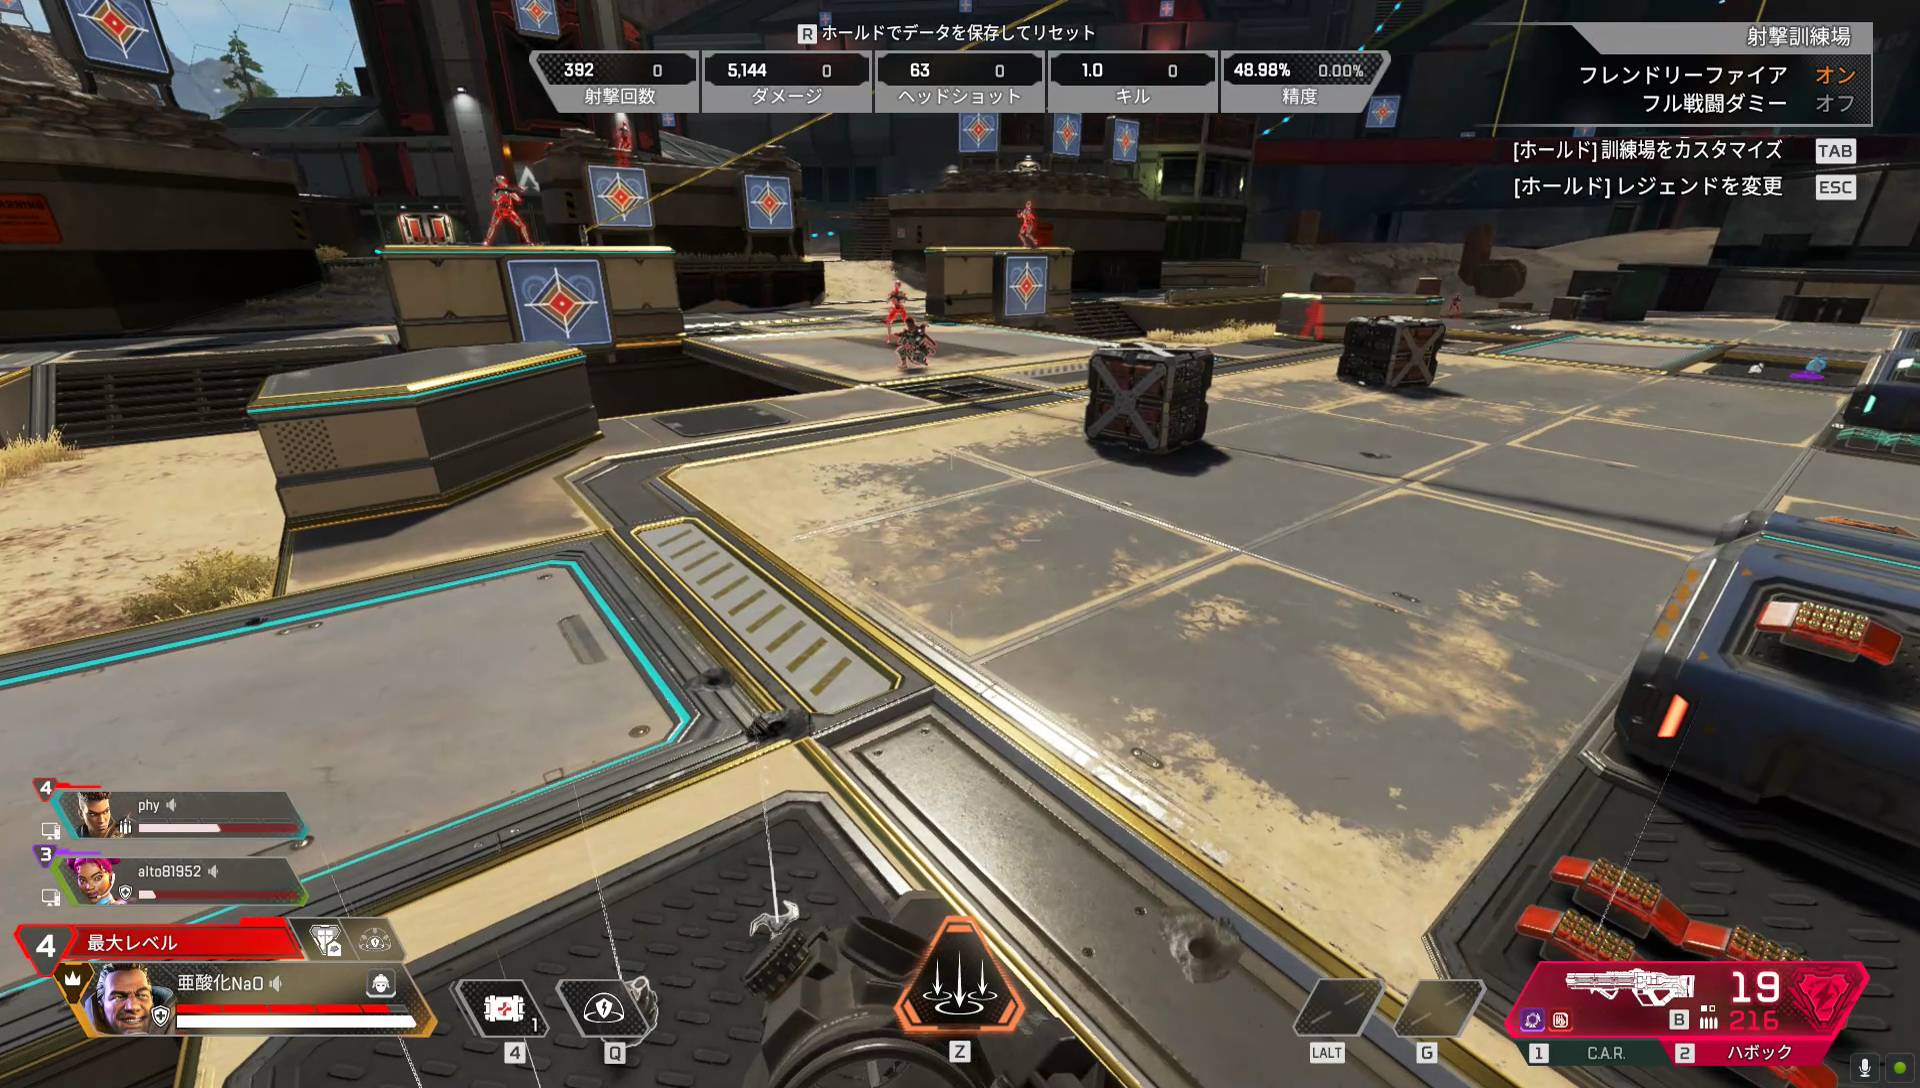 R ホールドでデータを保存してリセット
392 0
射撃回数
5,144 0
ダメージ
63 0
ヘッドショット
1.0 0
キル
48.98% 0.00%
精度
射撃訓練場
フレンドリーファイア オン
フル戦闘ダミー オフ
[ホールド]訓練場をカスタマイズ TAB
[ホールド]レジェンドを変更 ESC
WARNING
4
phy
3
alto81952
4 最大レベル
亜酸化NaO
1
4
Q
Z
LALT
G
19
B 216
1 C.A.R. 2 ハボック